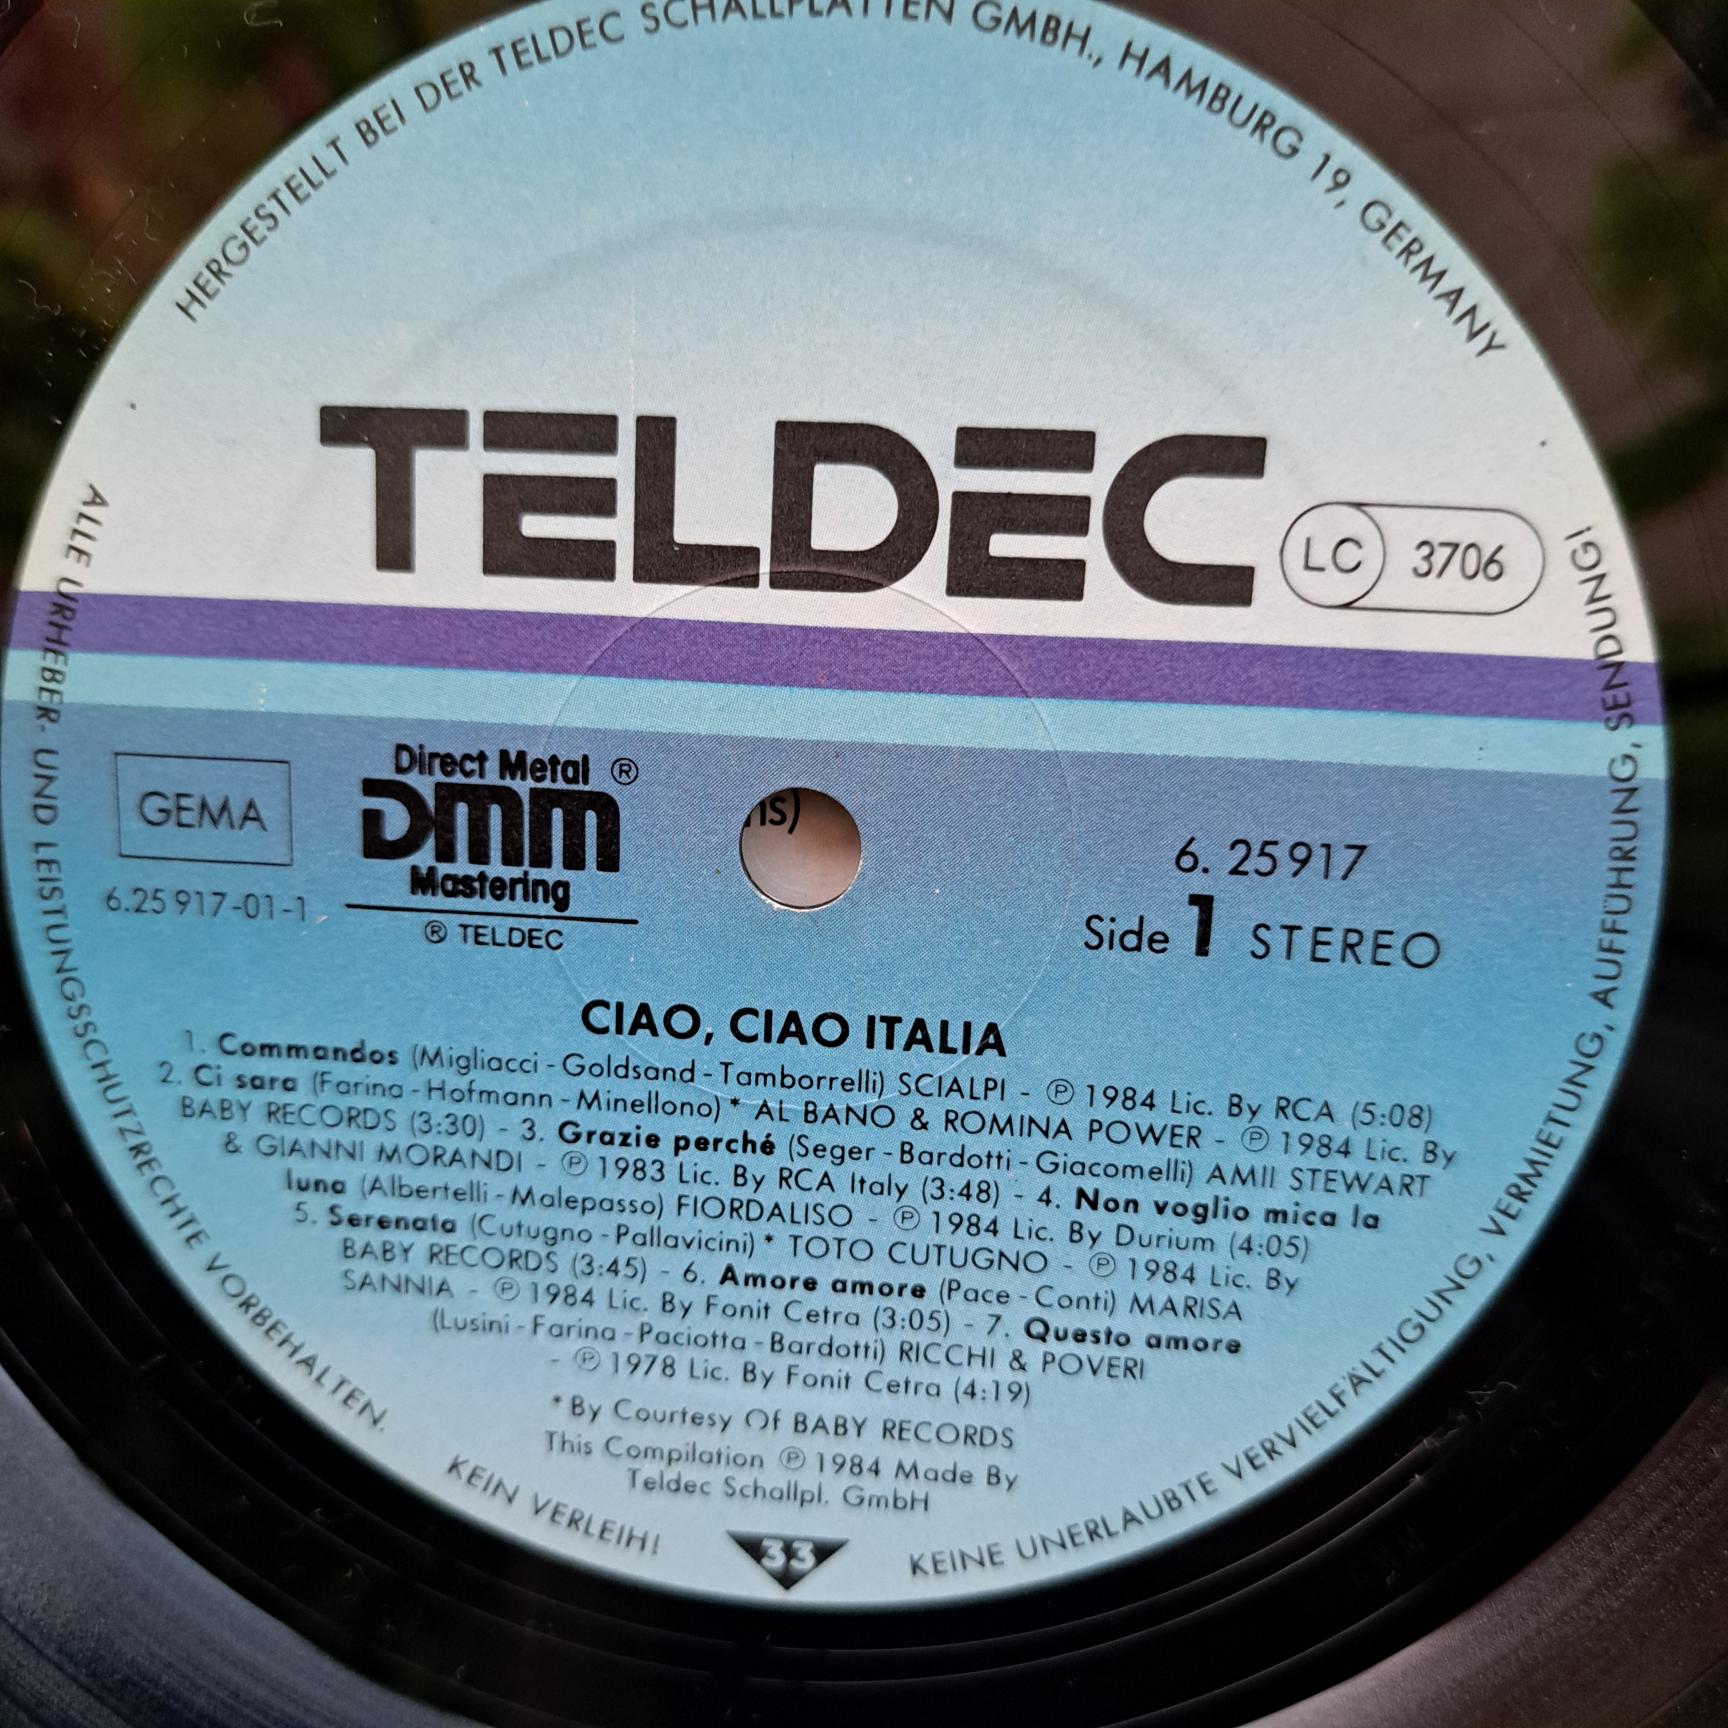 HERGESTELLT BEI DER TELDEC SCHALLPLATTEN GMBH., HAMBURG 19, GERMANY
TELDEC
LC 3706
GEMA
6.25 917-01-1
Direct Metal ®
DMM
Mastering
® TELDEC
ns)
6. 25 917
Side 1 STEREO
CIAO, CIAO ITALIA
1. Commandos (Migliacci - Goldsand - Tamborrelli) SCIALPI - ℗ 1984 Lic. By RCA (5:08)
2. Ci sara (Farina - Hofmann - Minellono) * AL BANO & ROMINA POWER - ℗ 1984 Lic. By
BABY RECORDS (3:30) - 3. Grazie perché (Seger - Bardotti - Giacomelli) AMII STEWART
& GIANNI MORANDI - ℗ 1983 Lic. By RCA Italy (3:48) - 4. Non voglio mica la
luna (Albertelli - Malepasso) FIORDALISO - ℗ 1984 Lic. By Durium (4:05)
5. Serenata (Cutugno - Pallavicini) * TOTO CUTUGNO - ℗ 1984 Lic. By
BABY RECORDS (3:45) - 6. Amore amore (Pace - Conti) MARISA
SANNIA - ℗ 1984 Lic. By Fonit Cetra (3:05) - 7. Questo amore
(Lusini - Farina - Paciotta - Bardotti) RICCHI & POVERI
- ℗ 1978 Lic. By Fonit Cetra (4:19)
* By Courtesy Of BABY RECORDS
This Compilation ℗ 1984 Made By
Teldec Schallpl. GmbH
33
ALLE URHEBER- UND LEISTUNGSSCHUTZRECHTE VORBEHALTEN.
KEIN VERLEIH!
KEINE UNERLAUBTE VERVIELFÄLTIGUNG, VERMIETUNG, AUFFÜHRUNG, SENDUNG!
DMM